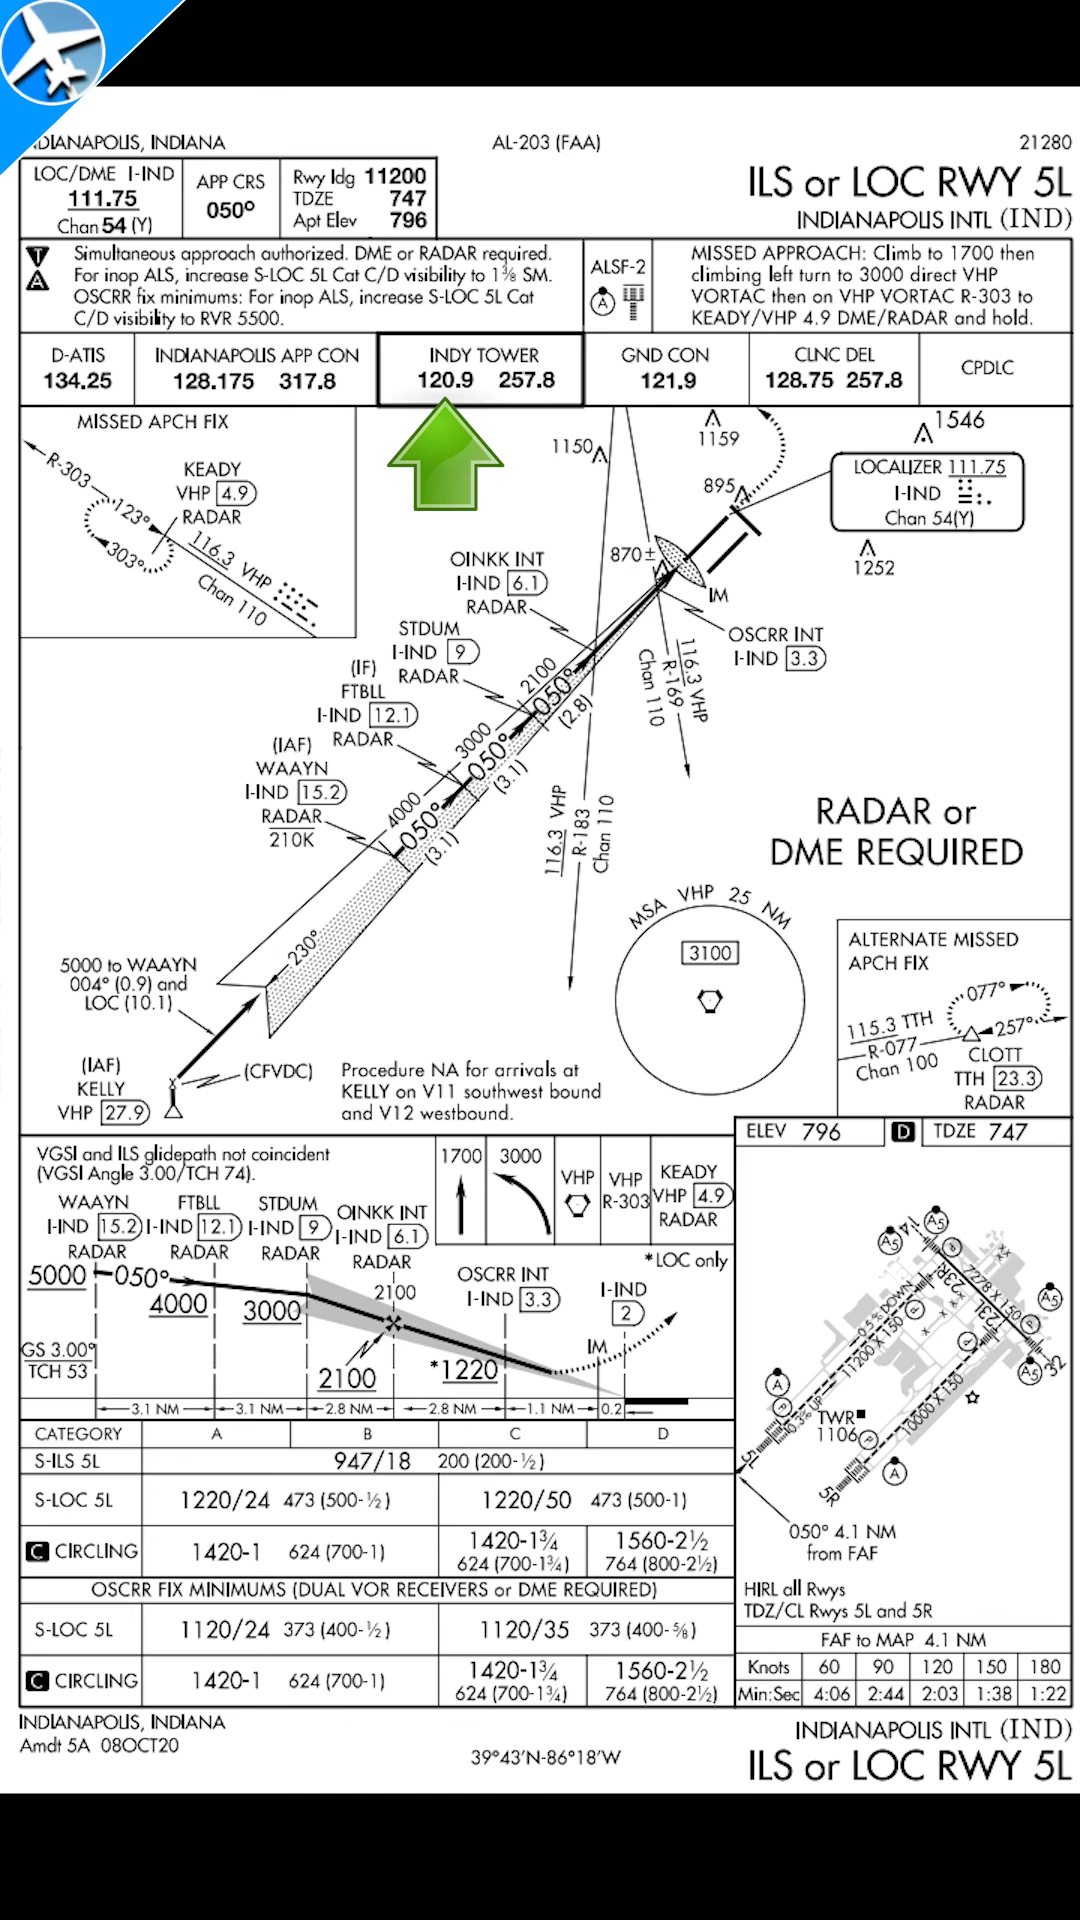 NDIANAPOLIS, INDIANA
AL-203 (FAA)
21280
LOC/DME I-IND
111.75
Chan 54 (Y)
APP CRS
050°
Rwy ldg 11200
TDZE 747
Apt Elev 796
ILS or LOC RWY 5L
INDIANAPOLIS INTL (IND)
T
A
Simultaneous approach authorized. DME or RADAR required.
For inop ALS, increase S-LOC 5L Cat C/D visibility to 1⅜ SM.
OSCRR fix minimums: For inop ALS, increase S-LOC 5L Cat
C/D visibility to RVR 5500.
ALSF-2
A
MISSED APPROACH: Climb to 1700 then
climbing left turn to 3000 direct VHP
VORTAC then on VHP VORTAC R-303 to
KEADY/VHP 4.9 DME/RADAR and hold.
D-ATIS
134.25
INDIANAPOLIS APP CON
128.175 317.8
INDY TOWER
120.9 257.8
GND CON
121.9
CLNC DEL
128.75 257.8
CPDLC
MISSED APCH FIX
R-303
KEADY
VHP 4.9
RADAR
123°
303°
116.3 VHP
Chan 110
1150
1159
1546
895
LOCALIZER 111.75
I-IND
Chan 54(Y)
1252
870±
IM
OINKK INT
I-IND 6.1
RADAR
OSCRR INT
I-IND 3.3
STDUM
I-IND 9
RADAR
(IF)
FTBLL
I-IND 12.1
RADAR
(IAF)
WAAYN
I-IND 15.2
RADAR
210K
2100
050°
(2.8)
3000
050°
(3.1)
4000
050°
(3.1)
116.3 VHP
R-169
Chan 110
116.3 VHP
R-183
Chan 110
RADAR or
DME REQUIRED
230°
5000 to WAAYN
004° (0.9) and
LOC (10.1)
(IAF)
KELLY
VHP 27.9
(CFVDC)
Procedure NA for arrivals at
KELLY on V11 southwest bound
and V12 westbound.
MSA VHP 25 NM
3100
ALTERNATE MISSED
APCH FIX
077°
257°
115.3 TTH
R-077
Chan 100
CLOTT
TTH 23.3
RADAR
VGSI and ILS glidepath not coincident
(VGSI Angle 3.00/TCH 74).
1700
3000
VHP
VHP
R-303
KEADY
VHP 4.9
RADAR
WAAYN
I-IND 15.2
RADAR
FTBLL
I-IND 12.1
RADAR
STDUM
I-IND 9
RADAR
OINKK INT
I-IND 6.1
RADAR
*LOC only
OSCRR INT
I-IND 3.3
I-IND
2
5000
050°
4000
3000
2100
2100
*1220
IM
GS 3.00°
TCH 53
3.1 NM
3.1 NM
2.8 NM
2.8 NM
1.1 NM
0.2
ELEV 796
D
TDZE 747
A5
A5
A5
A5
14
32
23R
23L
5L
5R
7278 X 150
0.5% DOWN
11200 X 150
0.3% UP
10000 X 150
P
P
P
P
P
P
A
A
TWR
1106
050° 4.1 NM
from FAF
HIRL all Rwys
TDZ/CL Rwys 5L and 5R
FAF to MAP 4.1 NM
Knots 60 90 120 150 180
Min:Sec 4:06 2:44 2:03 1:38 1:22
CATEGORY A B C D
S-ILS 5L 947/18 200 (200-½)
S-LOC 5L 1220/24 473 (500-½) 1220/50 473 (500-1)
C CIRCLING 1420-1 624 (700-1) 1420-1¾ 624 (700-1¾) 1560-2½ 764 (800-2½)
OSCRR FIX MINIMUMS (DUAL VOR RECEIVERS or DME REQUIRED)
S-LOC 5L 1120/24 373 (400-½) 1120/35 373 (400-⅝)
C CIRCLING 1420-1 624 (700-1) 1420-1¾ 624 (700-1¾) 1560-2½ 764 (800-2½)
INDIANAPOLIS, INDIANA
Amdt 5A 08OCT20
39°43'N-86°18'W
INDIANAPOLIS INTL (IND)
ILS or LOC RWY 5L